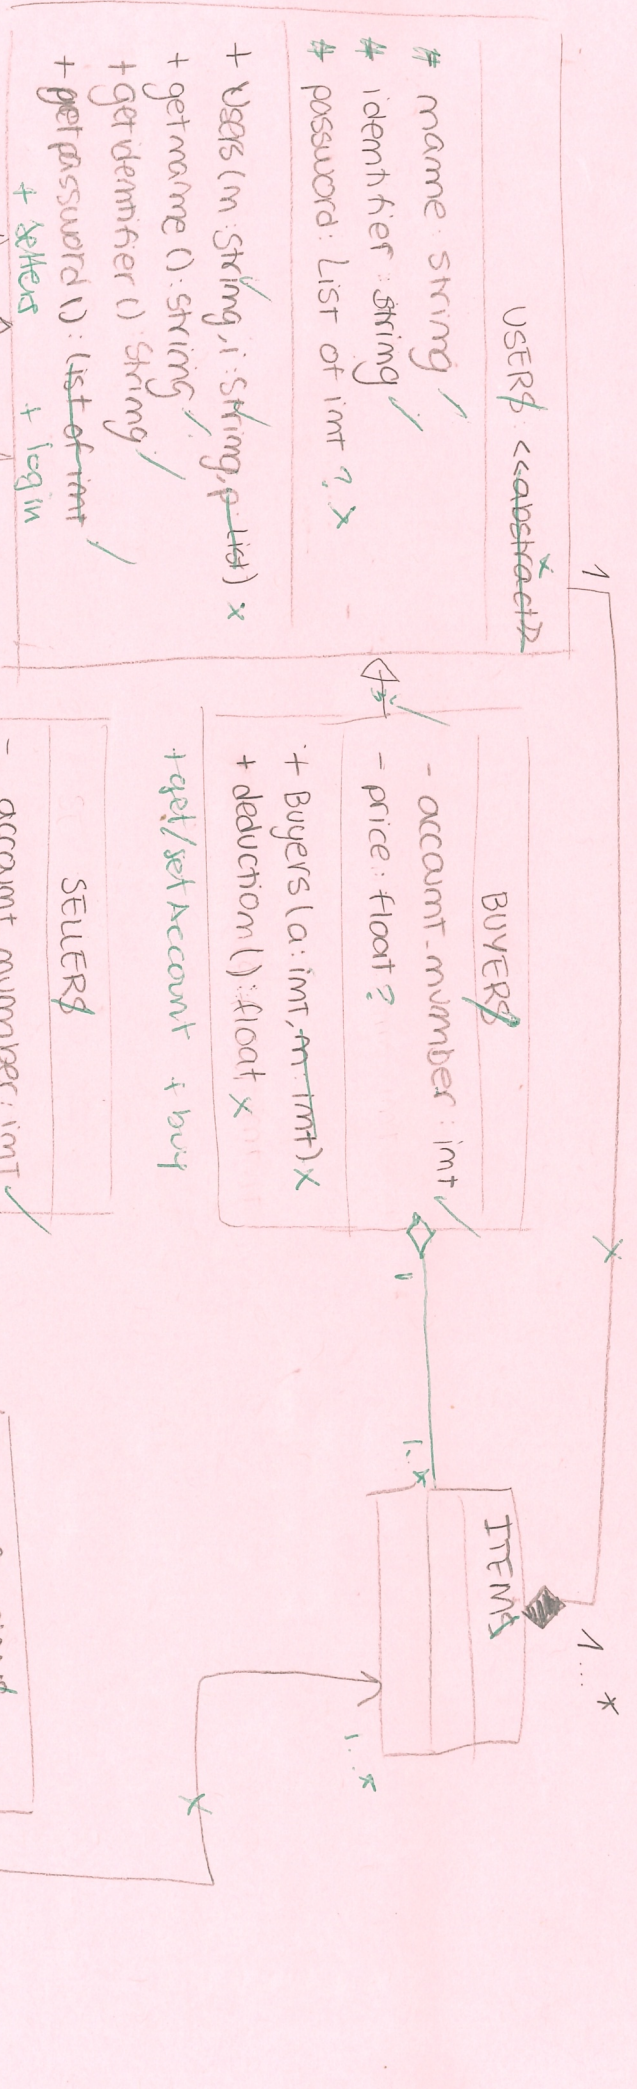 USERS <<abstract>>
# name: string
# identifier: string
# password: List of int ? x
+ Users (n: String, i: String, p: List) x
+ getname (): string
+ getidentifier (): String
+ getpassword (): List of int
+ setters + login
1
BUYERS
- account_number: int
- price: float?
+ Buyers (a: int, n: int) x
+ deduction(): float x
+get/setAccount + buy
SELLERS
- account number: int
1..*
ITEMS
1...*
1..*